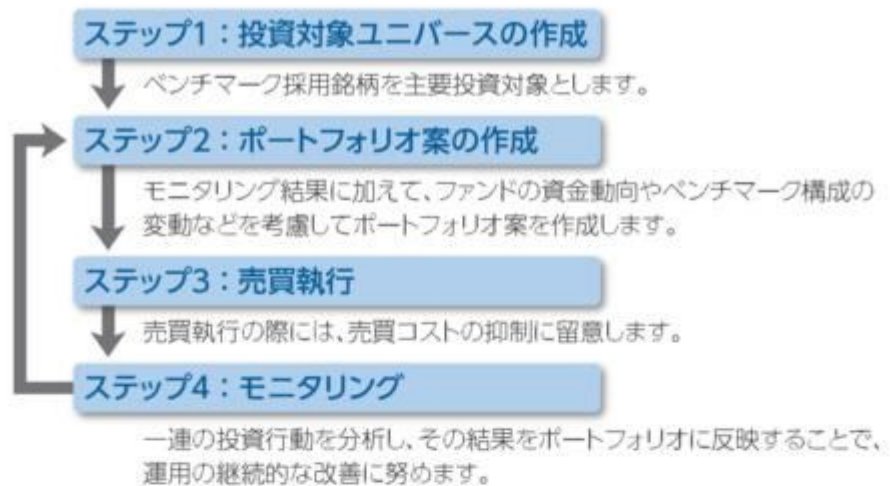 ステップ1：投資対象ユニバースの作成
ベンチマーク採用銘柄を主要投資対象とします。
ステップ2：ポートフォリオ案の作成
モニタリング結果に加えて、ファンドの資金動向やベンチマーク構成の
変動などを考慮してポートフォリオ案を作成します。
ステップ3：売買執行
売買執行の際には、売買コストの抑制に留意します。
ステップ4：モニタリング
一連の投資行動を分析し、その結果をポートフォリオに反映することで、
運用の継続的な改善に努めます。